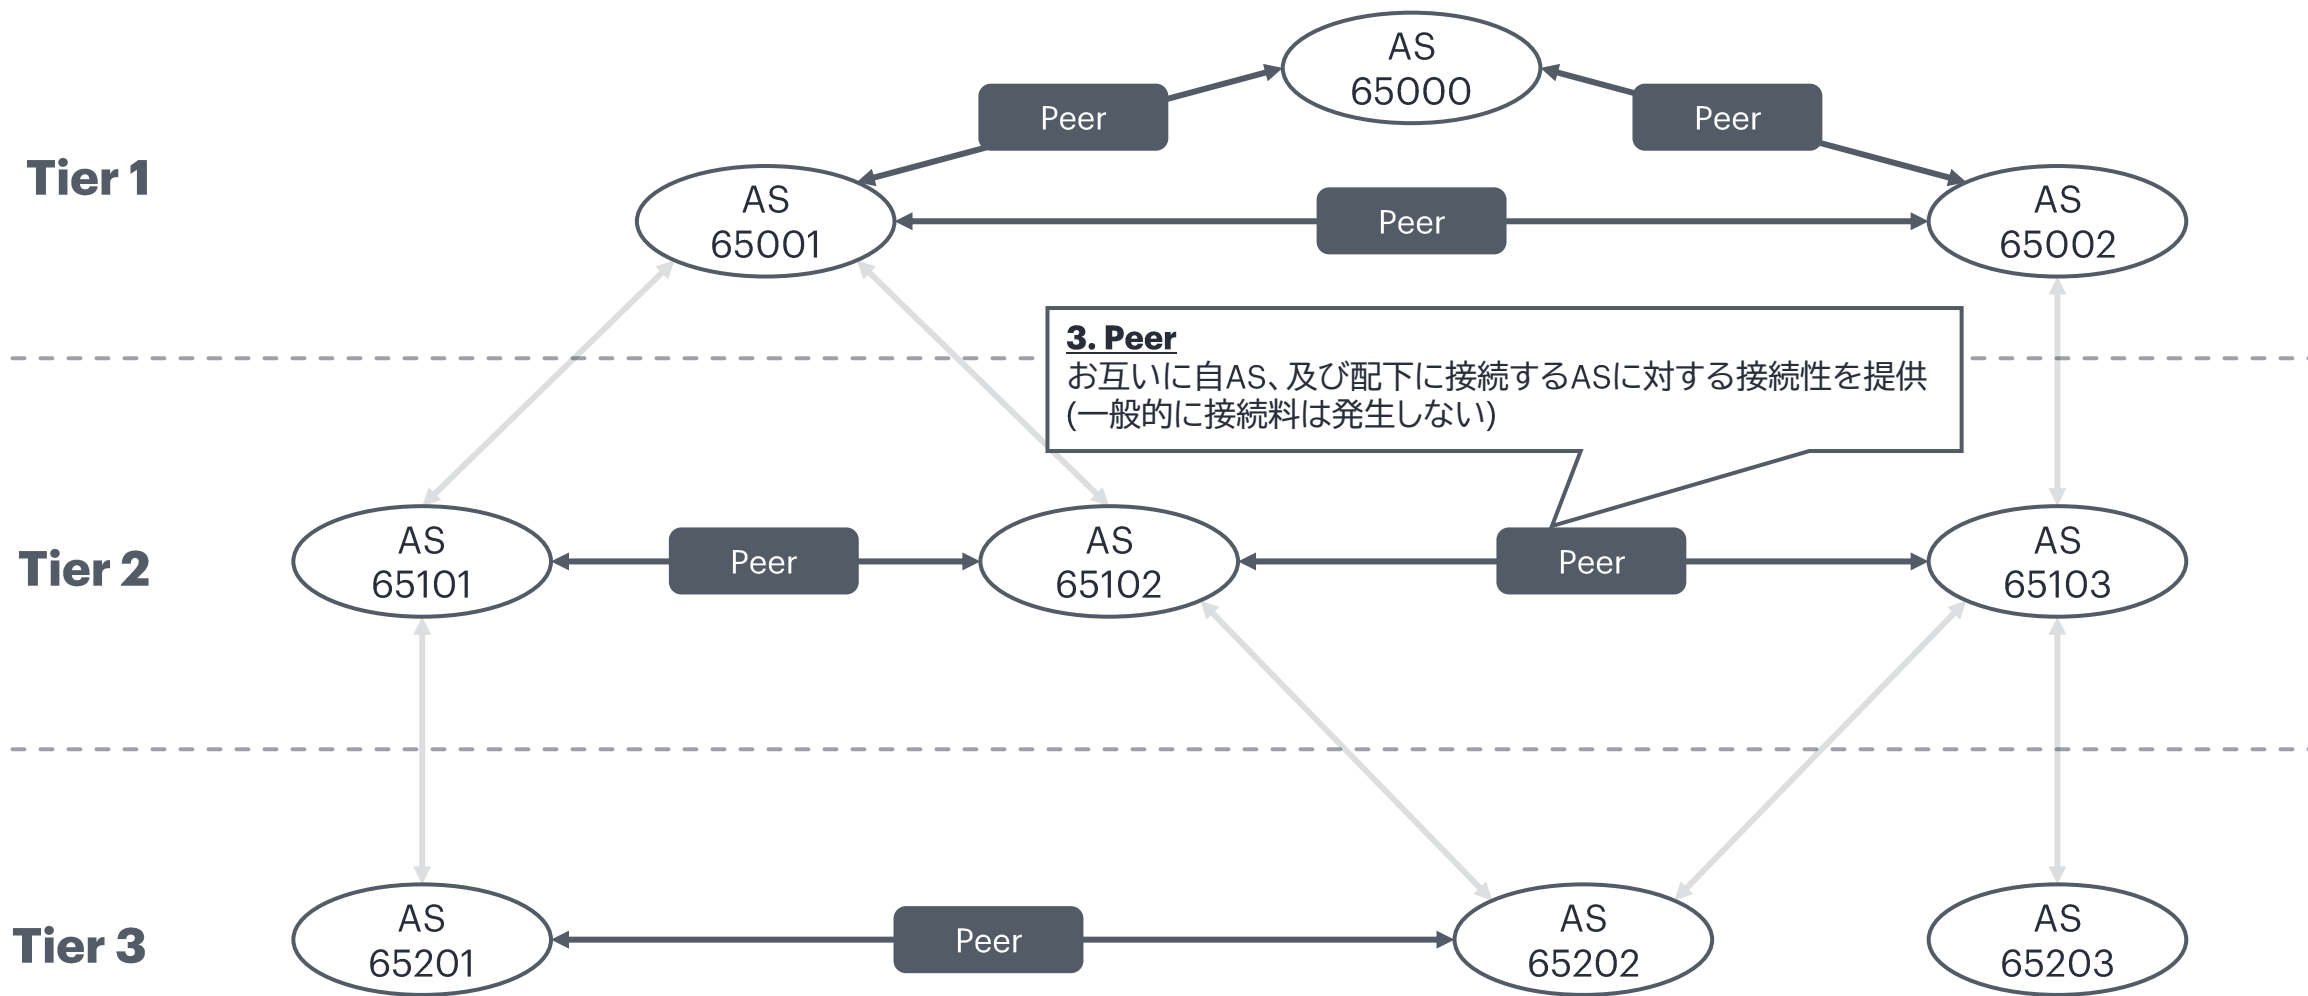 AS
65000
Peer
Peer
Tier 1
AS
65001
Peer
AS
65002
3. Peer
お互いに自AS、及び配下に接続するASに対する接続性を提供
(一般的に接続料は発生しない)
Tier 2
AS
65101
Peer
AS
65102
Peer
AS
65103
Tier 3
AS
65201
Peer
AS
65202
AS
65203